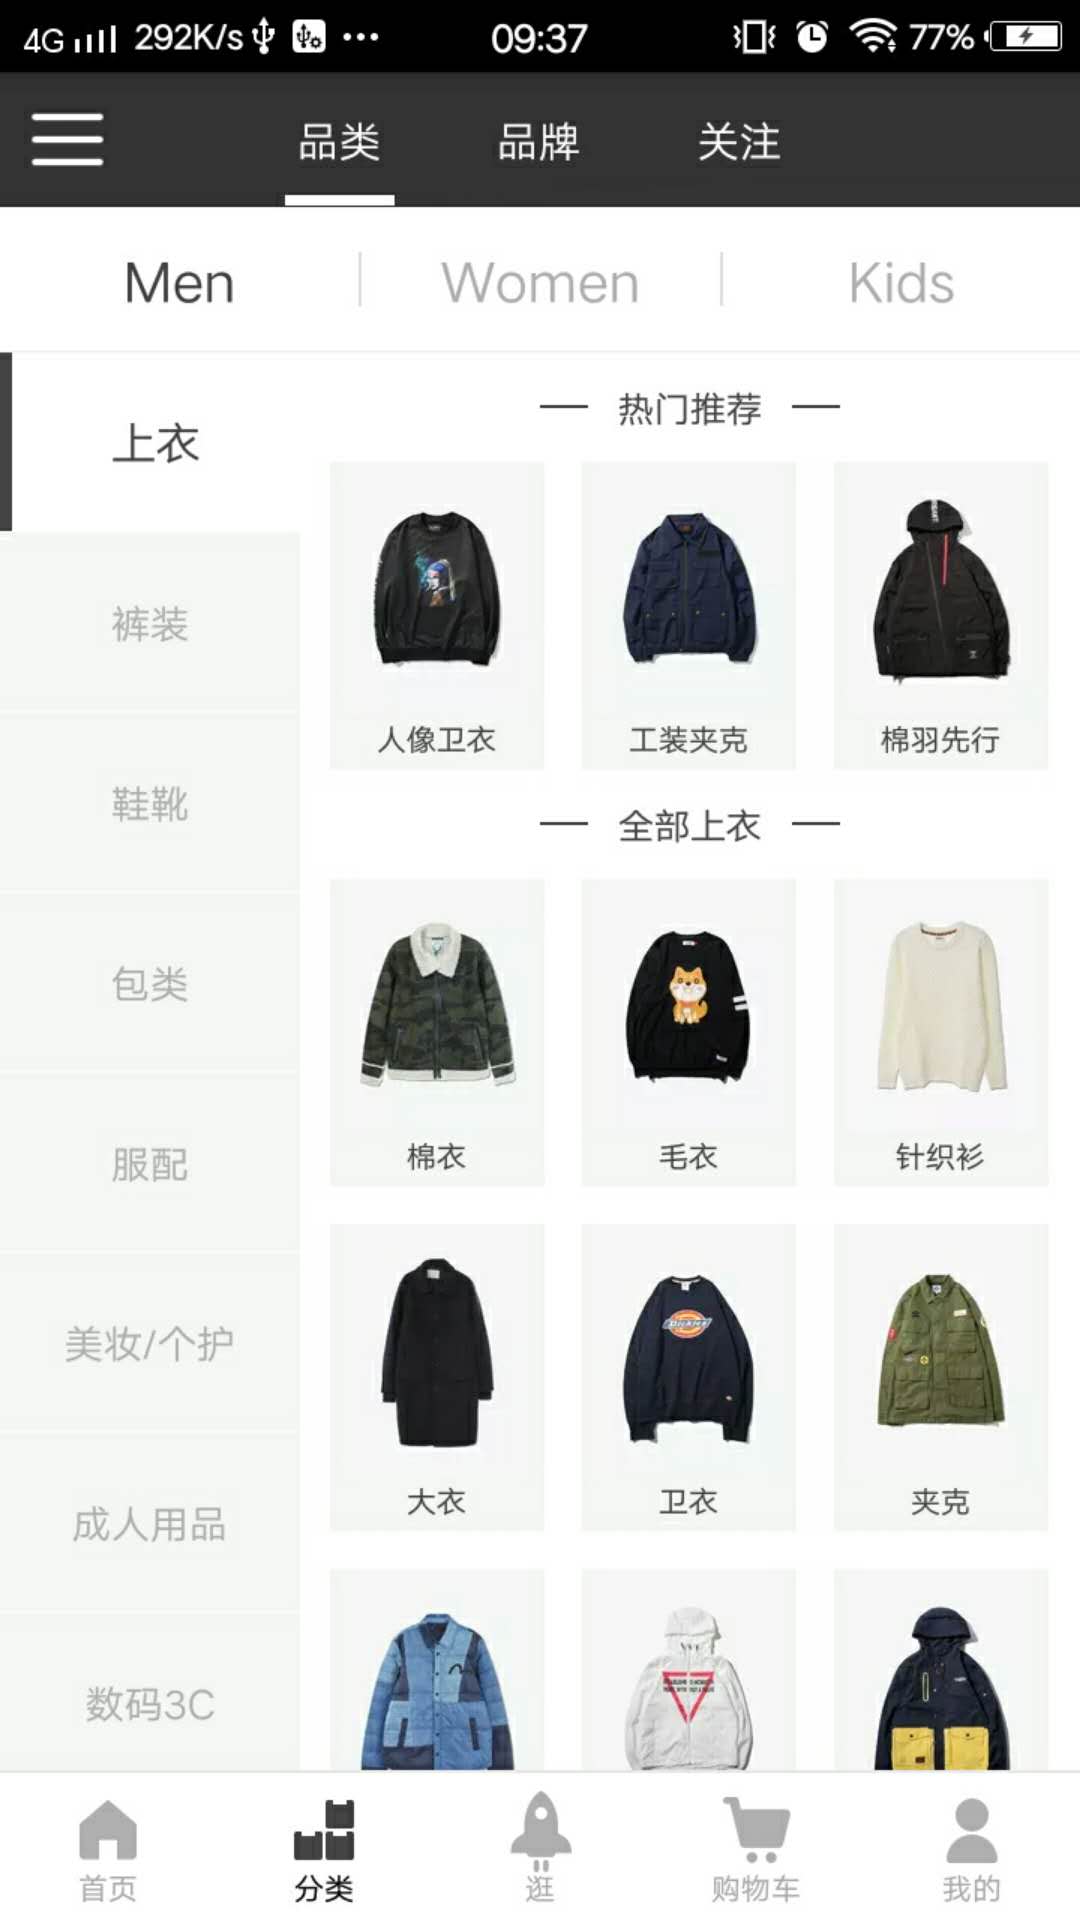 4G 292K/s 09:37 77%
品类 品牌 关注
Men Women Kids
上衣
裤装
鞋靴
包类
服配
美妆/个护
成人用品
数码3C
热门推荐
人像卫衣 工装夹克 棉羽先行
全部上衣
棉衣 毛衣 针织衫
大衣 卫衣 夹克
首页 分类 逛 购物车 我的